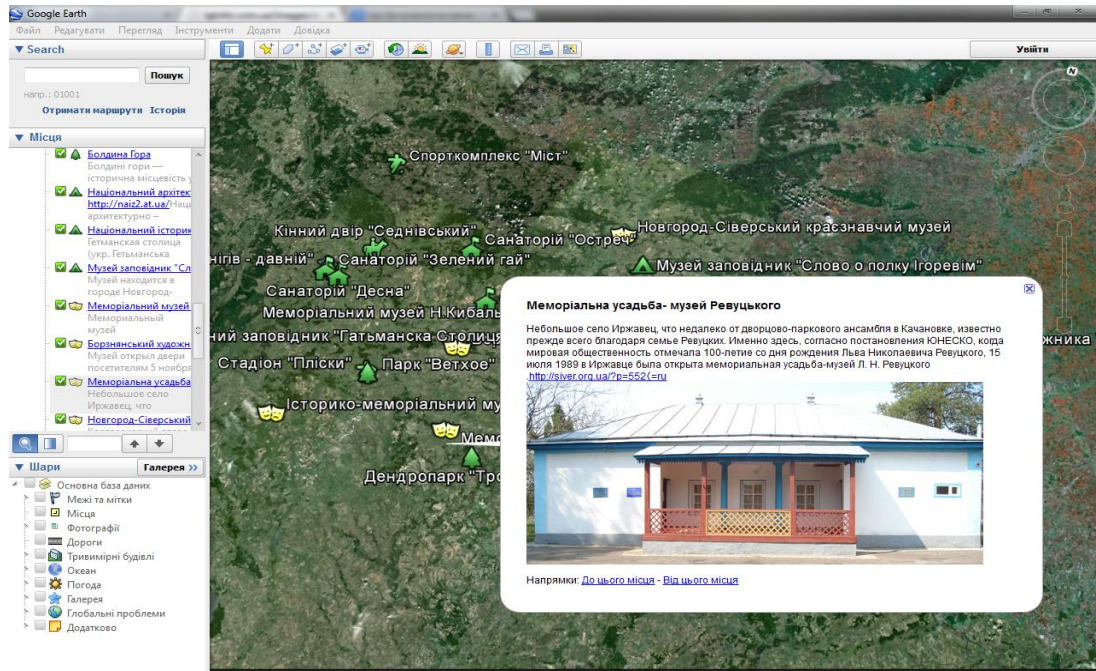 Google Earth
Файл Редагувати Перегляд Інструменти Додати Довідка
Search
Пошук
напр.: 01001
Отримати маршрути Історія
Місця
Болдина Гора
Болдині гори —
історична місцевість у
Національний архітек
http://naiz2.at.ua/Наці
архітектурно –
Національний історик
Гетманская столица
(укр. Гетьманська
Музей заповідник "Сл
Музей находится в
городе Новгород-
Меморіальний музей
Мемориальный
музей
Борзнянський художн
Музей открыл двери
посетителям 5 ноября
Меморіальна усадьба
Небольшое село
Иржавец, что
Новгород-Сіверський
Шари
Галерея >>
Основна база даних
Межі та мітки
Місця
Фотографії
Дороги
Тривимірні будівлі
Океан
Погода
Галерея
Глобальні проблеми
Додатково
Увійти
N
Спорткомплекс "Міст"
Кінний двір "Седнівський"
Санаторій "Остреч"
Новгород-Сіверський краєзнавчий музей
нігів - давній"
Санаторій "Зелений гай"
Музей заповідник "Слово о полку Ігоревім"
Санаторій "Десна"
Меморіальний музей Н.Кибаль
ний заповідник "Гатьманска Столиця
жника
Стадіон "Пліски"
Парк "Ветхое"
Історико-меморіальний му
Мемо
Дендропарк "Тро
Меморіальна усадьба- музей Ревуцького
Небольшое село Иржавец, что недалеко от дворцово-паркового ансамбля в Качановке, известно
прежде всего благодаря семье Ревуцких. Именно здесь, согласно постановления ЮНЕСКО, когда
мировая общественность отмечала 100-летие со дня рождения Льва Николаевича Ревуцкого, 15
июля 1989 в Иржавце была открыта мемориальная усадьба-музей Л. Н. Ревуцкого
.http://siver.org.ua/?p=552(=ru
Напрямки: До цього місця - Від цього місця